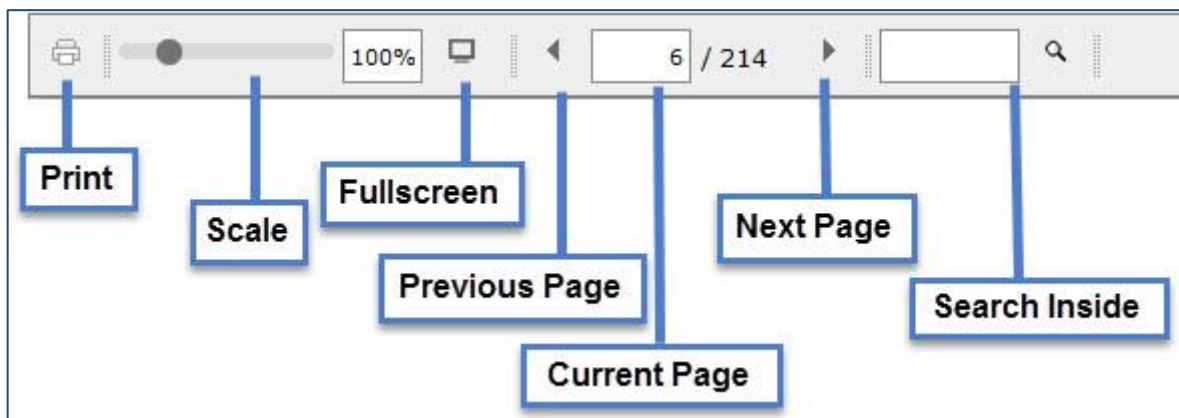 100%
6 / 214
Print
Scale
Fullscreen
Previous Page
Current Page
Next Page
Search Inside